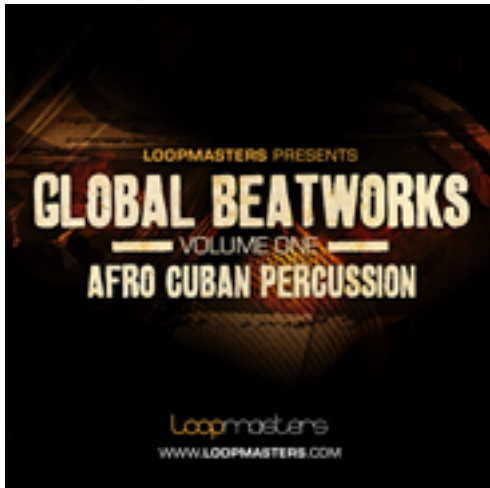 LOOPMASTERS PRESENTS
GLOBAL BEATWORKS
VOLUME ONE
AFRO CUBAN PERCUSSION
Loopmasters
WWW.LOOPMASTERS.COM